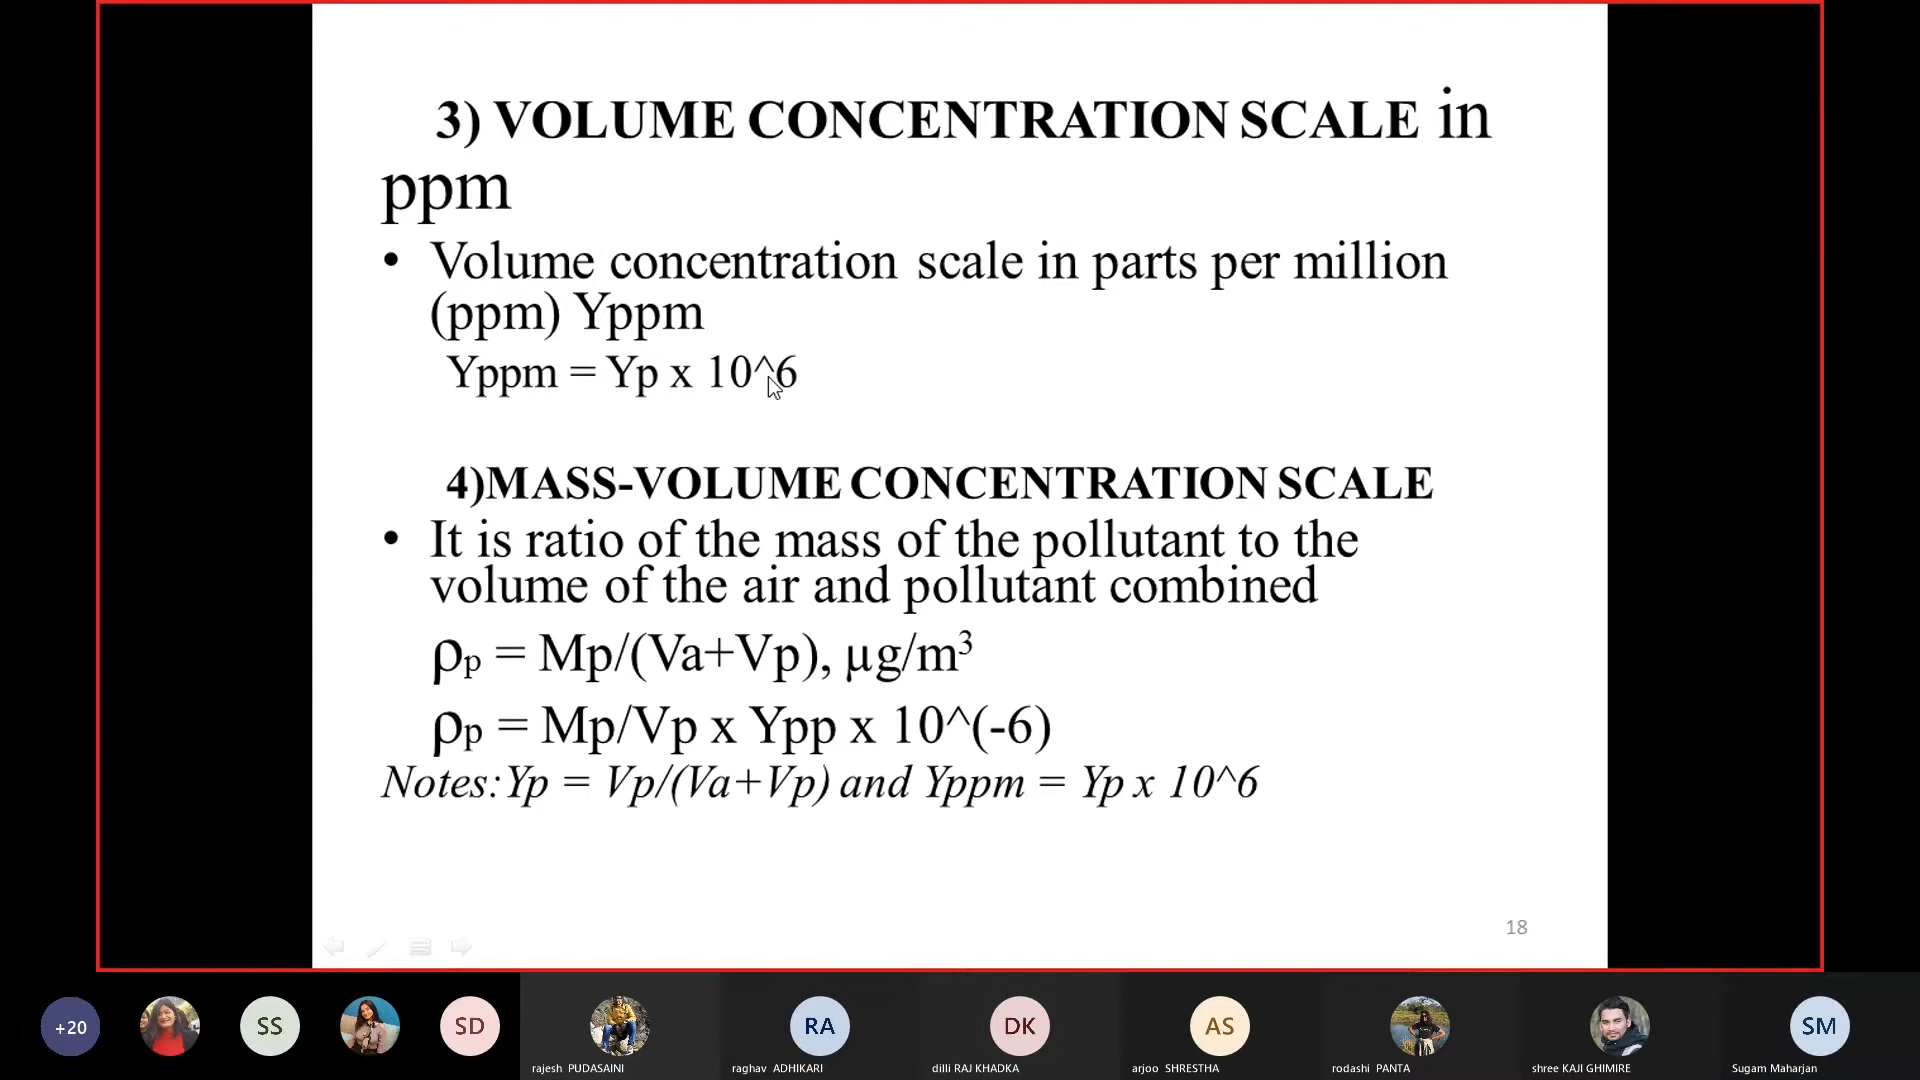 3) VOLUME CONCENTRATION SCALE in
ppm
• Volume concentration scale in parts per million
(ppm) Yppm
Yppm = Yp x 10^6
4)MASS-VOLUME CONCENTRATION SCALE
• It is ratio of the mass of the pollutant to the
volume of the air and pollutant combined
ρp = Mp/(Va+Vp), µg/m³
ρp = Mp/Vp x Ypp x 10^(-6)
Notes: Yp = Vp/(Va+Vp) and Yppm = Yp x 10^6
18
+20 SS SD RA DK AS SM
rajesh PUDASAINI raghav ADHIKARI dilli RAJ KHADKA arjoo SHRESTHA rodashi PANTA shree KAJI GHIMIRE Sugam Maharjan